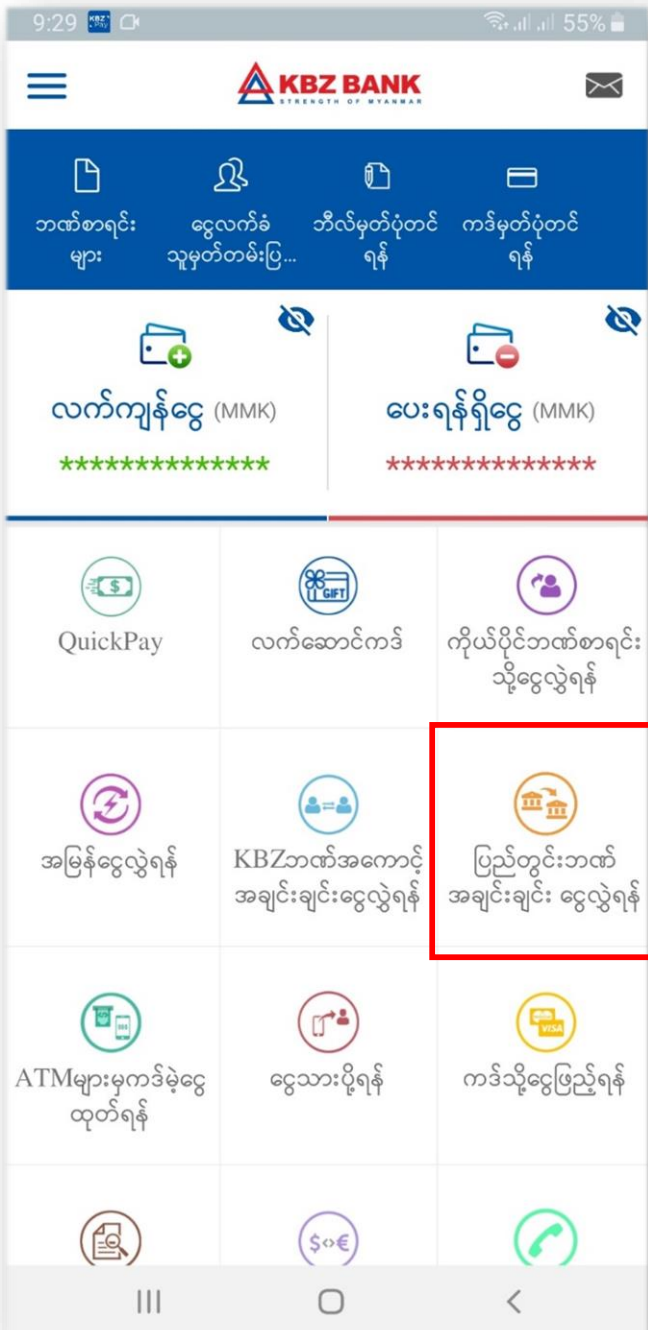 9:29 KBZ Pay 55%
KBZ BANK
STRENGTH OF MYANMAR
ဘဏ်စာရင်း ငွေလက်ခံ ဘီလ်မှတ်ပုံတင် ကဒ်မှတ်ပုံတင်
များ သူမှတ်တမ်းပြ... ရန် ရန်
လက်ကျန်ငွေ (MMK) ပေးရန်ရှိငွေ (MMK)
************** **************
GIFT
QuickPay လက်ဆောင်ကဒ် ကိုယ်ပိုင်ဘဏ်စာရင်း
သို့ငွေလွှဲရန်
အမြန်ငွေလွှဲရန် KBZဘဏ်အကောင့် ပြည်တွင်းဘဏ်
အချင်းချင်းငွေလွှဲရန် အချင်းချင်း ငွေလွှဲရန်
VISA
ATMများမှကဒ်မဲ့ငွေ ငွေသားပို့ရန် ကဒ်သို့ငွေဖြည့်ရန်
ထုတ်ရန်